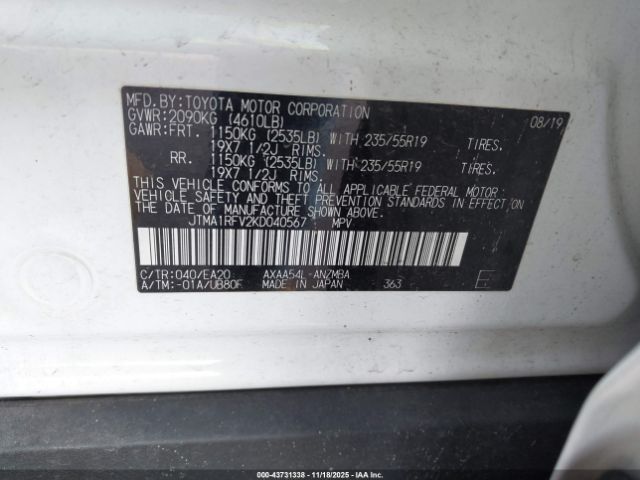 MFD.BY:TOYOTA MOTOR CORPORATION 08/19
GVWR:2090KG (4610LB)
GAWR:FRT. 1150KG (2535LB) WITH 235/55R19 TIRES.
19X7 1/2J RIMS.
RR. 1150KG (2535LB) WITH 235/55R19 TIRES.
19X7 1/2J RIMS.
THIS VEHICLE CONFORMS TO ALL APPLICABLE FEDERAL MOTOR
VEHICLE SAFETY AND THEFT PREVENTION STANDARDS IN EFFECT ON
THE DATE OF MANUFACTURE SHOWN ABOVE.
JTMA1RFV2KD040567 MPV
C/TR:040/EA20 AXAA54L-ANZMBA
A/TM:-01A/UB80F MADE IN JAPAN 363 E
000-43731338 - 11/18/2025 - IAA Inc.